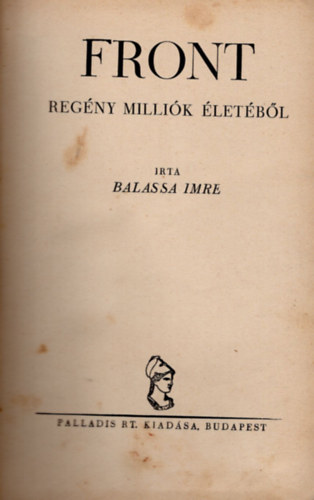 FRONT
REGÉNY MILLIÓK ÉLETÉBŐL
IRTA
BALASSA IMRE
PALLADIS RT. KIADÁSA, BUDAPEST